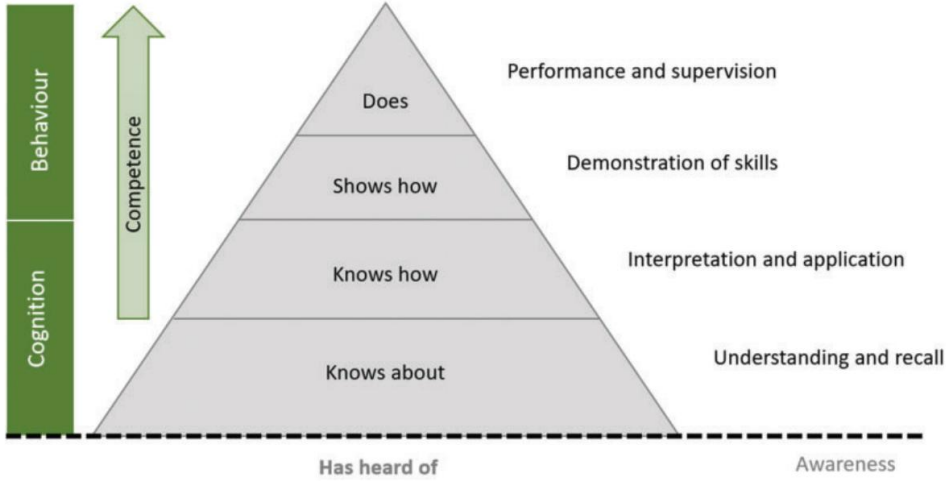 Behaviour
Cognition
Competence
Does
Performance and supervision
Shows how
Demonstration of skills
Knows how
Interpretation and application
Knows about
Understanding and recall
Has heard of
Awareness